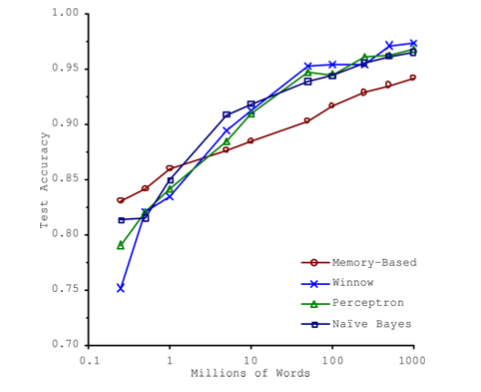 1.00
0.95
0.90
0.85
0.80
0.75
0.70
Test Accuracy
Memory-Based
Winnow
Perceptron
Naïve Bayes
0.1 1 10 100 1000
Millions of Words